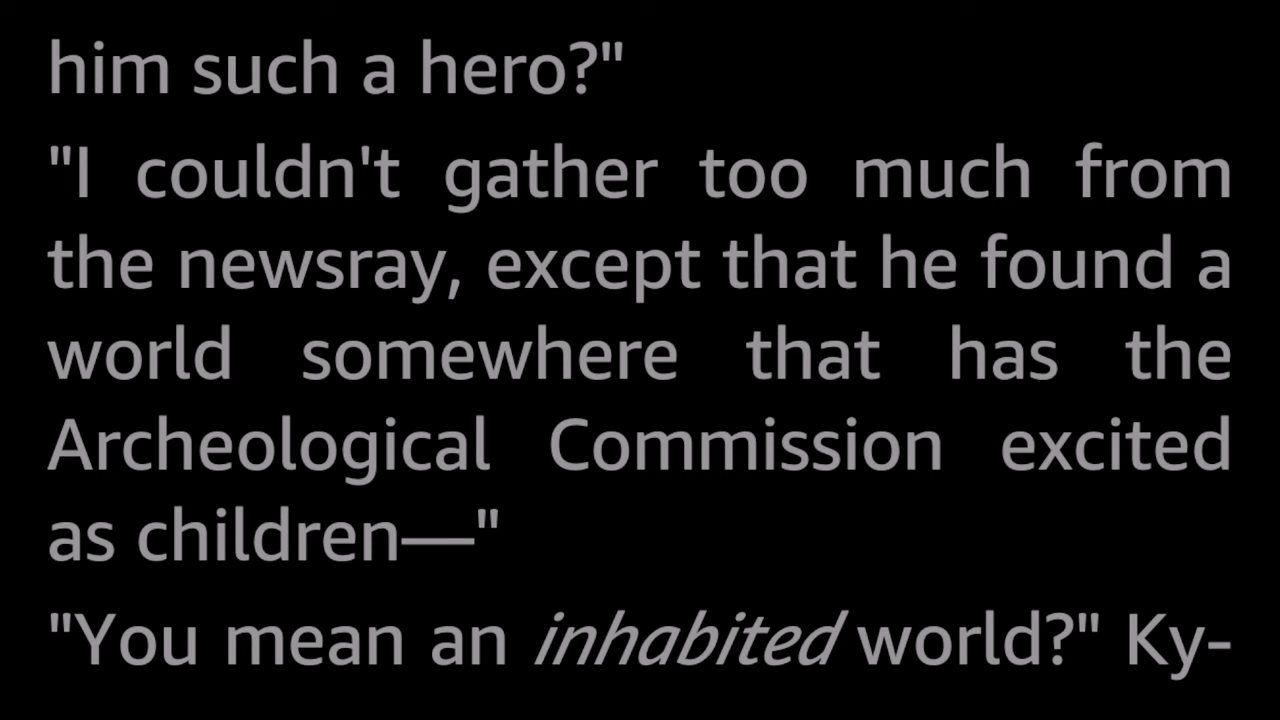 him such a hero?"
"I couldn't gather too much from
the newsray, except that he found a
world somewhere that has the
Archeological Commission excited
as children—"
"You mean an inhabited world?" Ky-